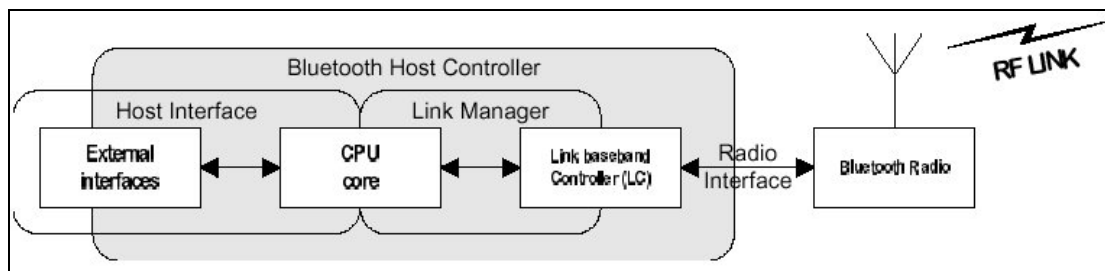 RF LINK
Bluetooth Host Controller
Host Interface
Link Manager
External
interfaces
CPU
core
Link baseband
Controller (LC)
Radio
Interface
Bluetooth Radio